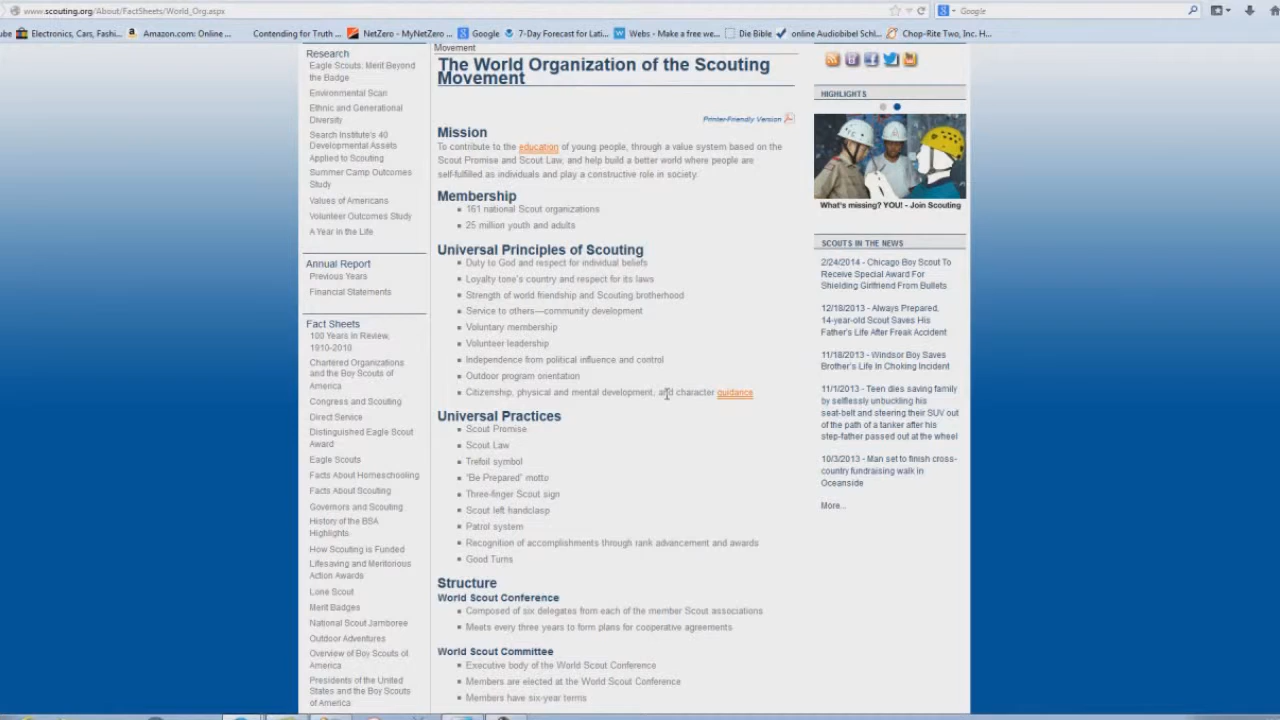 www.scouting.org/About/FactSheets/World_Org.aspx
Google
Electronics, Cars, Fashi...
Amazon.com: Online ...
Contending for Truth ...
NetZero - MyNetZero ...
Google
7-Day Forecast for Lati...
Webs - Make a free we...
Die Bible
online Audiobibel Schl...
Chop-Rite Two, Inc. H...
Research
Eagle Scouts: Merit Beyond
the Badge
Environmental Scan
Ethnic and Generational
Diversity
Search Institute's 40
Developmental Assets
Applied to Scouting
Summer Camp Outcomes
Study
Values of Americans
Volunteer Outcomes Study
A Year in the Life
Annual Report
Previous Years
Financial Statements
Fact Sheets
100 Years in Review,
1910-2010
Chartered Organizations
and the Boy Scouts of
America
Congress and Scouting
Direct Service
Distinguished Eagle Scout
Award
Eagle Scouts
Facts About Homeschooling
Facts About Scouting
Governors and Scouting
History of the BSA
Highlights
How Scouting is Funded
Lifesaving and Meritorious
Action Awards
Lone Scout
Merit Badges
National Scout Jamboree
Outdoor Adventures
Overview of Boy Scouts of
America
Presidents of the United
States and the Boy Scouts
of America
Movement
The World Organization of the Scouting
Movement
Printer-Friendly Version
Mission
To contribute to the education of young people, through a value system based on the
Scout Promise and Scout Law, and help build a better world where people are
self-fulfilled as individuals and play a constructive role in society.
Membership
161 national Scout organizations
25 million youth and adults
Universal Principles of Scouting
Duty to God and respect for individual beliefs
Loyalty tone's country and respect for its laws
Strength of world friendship and Scouting brotherhood
Service to others—community development
Voluntary membership
Volunteer leadership
Independence from political influence and control
Outdoor program orientation
Citizenship, physical and mental development, and character guidance
Universal Practices
Scout Promise
Scout Law
Trefoil symbol
"Be Prepared" motto
Three-finger Scout sign
Scout left handclasp
Patrol system
Recognition of accomplishments through rank advancement and awards
Good Turns
Structure
World Scout Conference
Composed of six delegates from each of the member Scout associations
Meets every three years to form plans for cooperative agreements
World Scout Committee
Executive body of the World Scout Conference
Members are elected at the World Scout Conference
Members have six-year terms
HIGHLIGHTS
What's missing? YOU! - Join Scouting
SCOUTS IN THE NEWS
2/24/2014 - Chicago Boy Scout To
Receive Special Award For
Shielding Girlfriend From Bullets
12/18/2013 - Always Prepared,
14-year-old Scout Saves His
Father's Life After Freak Accident
11/18/2013 - Windsor Boy Saves
Brother's Life In Choking Incident
11/1/2013 - Teen dies saving family
by selflessly unbuckling his
seat-belt and steering their SUV out
of the path of a tanker after his
step-father passed out at the wheel
10/3/2013 - Man set to finish cross-
country fundraising walk in
Oceanside
More...